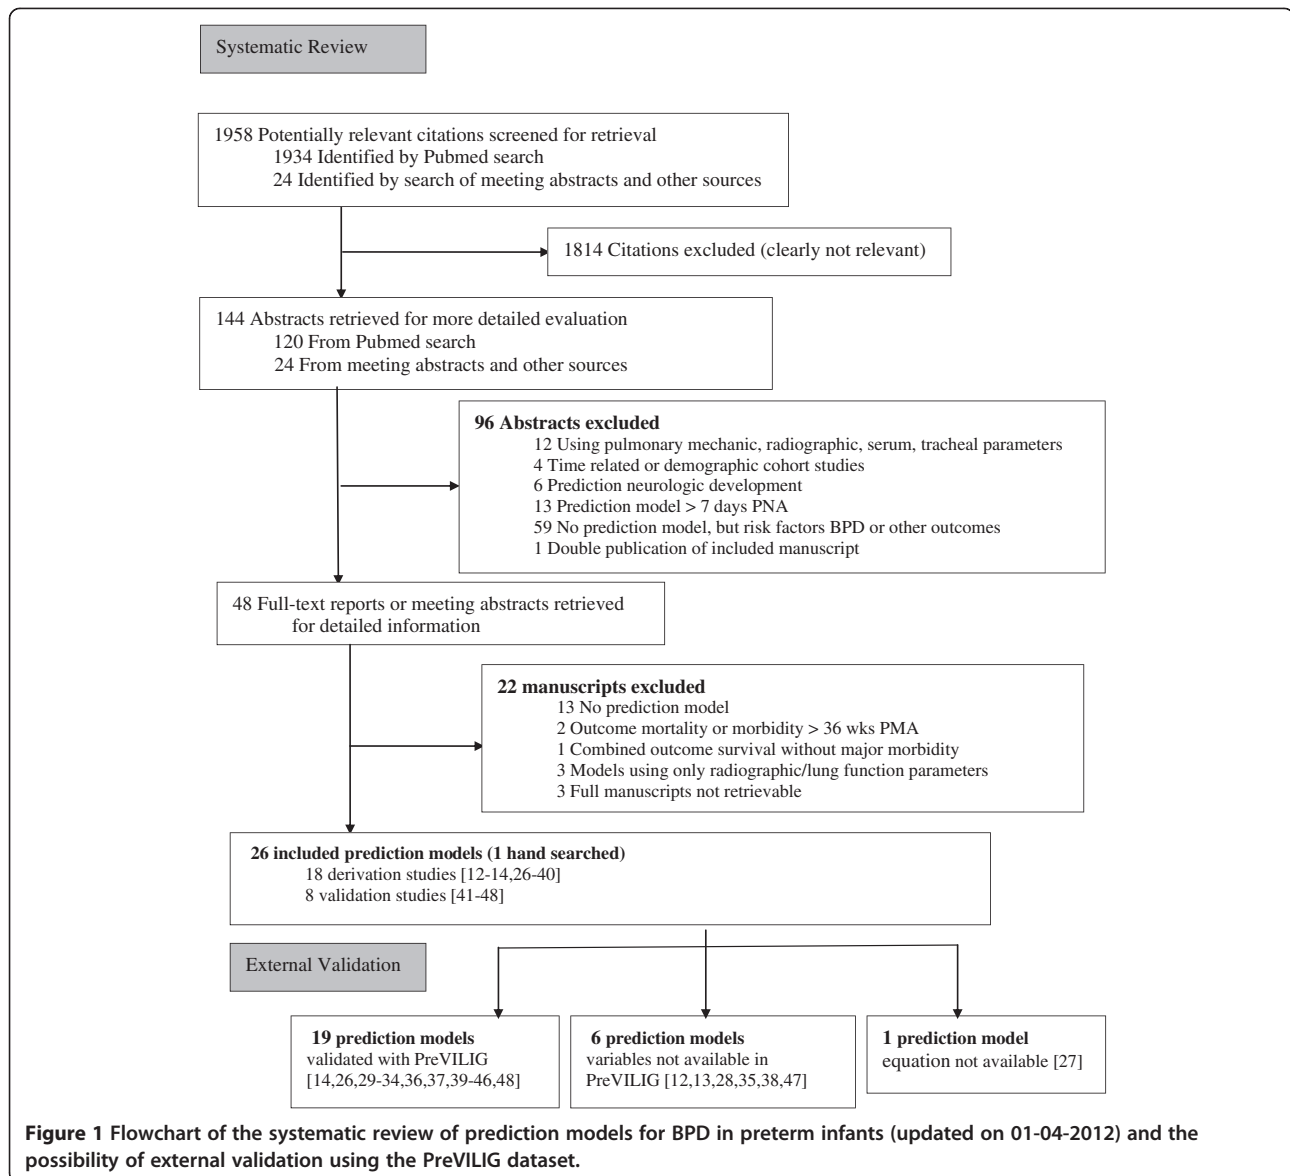 Systematic Review
1958 Potentially relevant citations screened for retrieval
1934 Identified by Pubmed search
24 Identified by search of meeting abstracts and other sources
1814 Citations excluded (clearly not relevant)
144 Abstracts retrieved for more detailed evaluation
120 From Pubmed search
24 From meeting abstracts and other sources
96 Abstracts excluded
12 Using pulmonary mechanic, radiographic, serum, tracheal parameters
4 Time related or demographic cohort studies
6 Prediction neurologic development
13 Prediction model > 7 days PNA
59 No prediction model, but risk factors BPD or other outcomes
1 Double publication of included manuscript
48 Full-text reports or meeting abstracts retrieved
for detailed information
22 manuscripts excluded
13 No prediction model
2 Outcome mortality or morbidity > 36 wks PMA
1 Combined outcome survival without major morbidity
3 Models using only radiographic/lung function parameters
3 Full manuscripts not retrievable
26 included prediction models (1 hand searched)
18 derivation studies [12-14,26-40]
8 validation studies [41-48]
External Validation
19 prediction models
validated with PreVILIG
[14,26,29-34,36,37,39-46,48]
6 prediction models
variables not available in
PreVILIG [12,13,28,35,38,47]
1 prediction model
equation not available [27]
Figure 1 Flowchart of the systematic review of prediction models for BPD in preterm infants (updated on 01-04-2012) and the
possibility of external validation using the PreVILIG dataset.